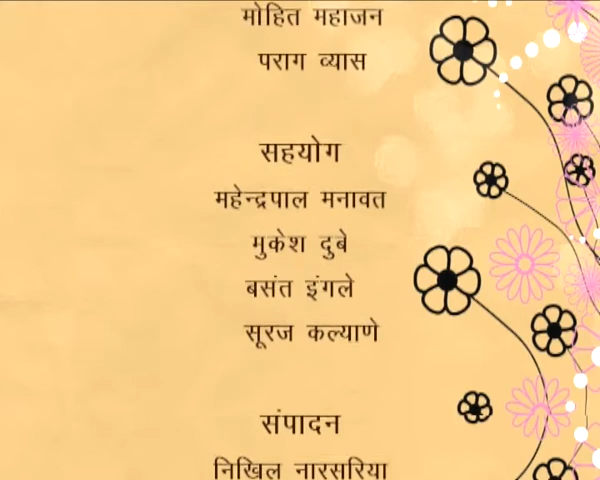 मोहित महाजन
पराग व्यास
सहयोग
महेन्द्रपाल मनावत
मुकेश दुबे
बसंत इंगले
सूरज कल्याणे
संपादन
निखिल नारसरिया